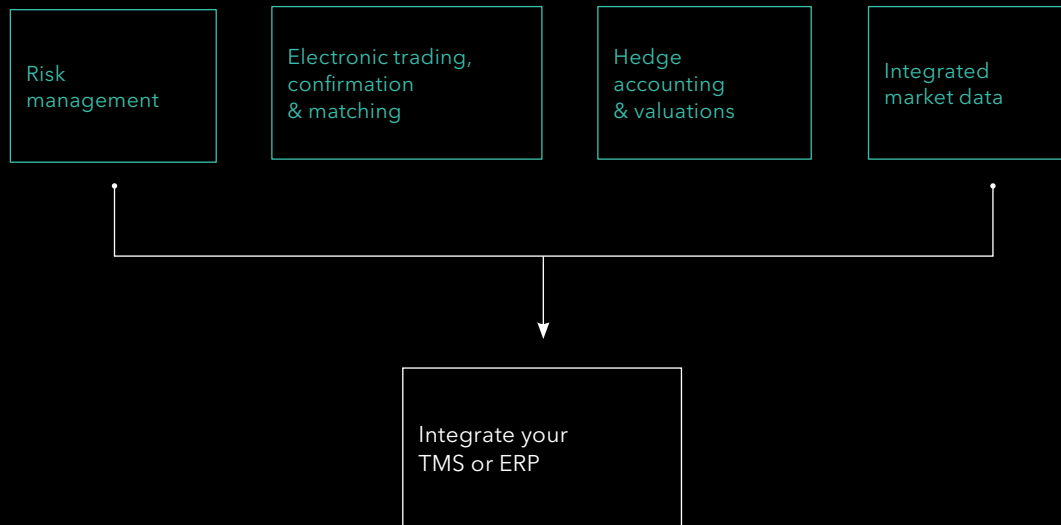 Risk
management
Electronic trading,
confirmation
& matching
Hedge
accounting
& valuations
Integrated
market data
Integrate your
TMS or ERP